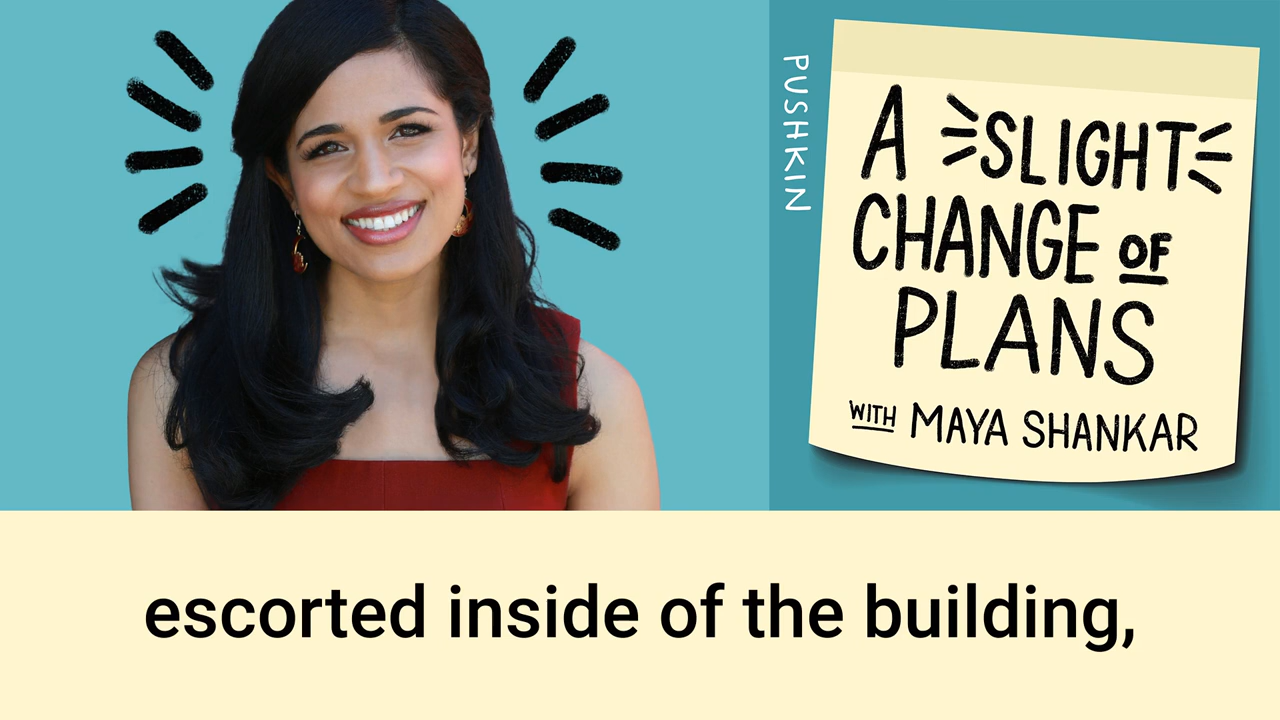 PUSHKIN
A SLIGHT
CHANGE OF
PLANS
WITH MAYA SHANKAR
escorted inside of the building,